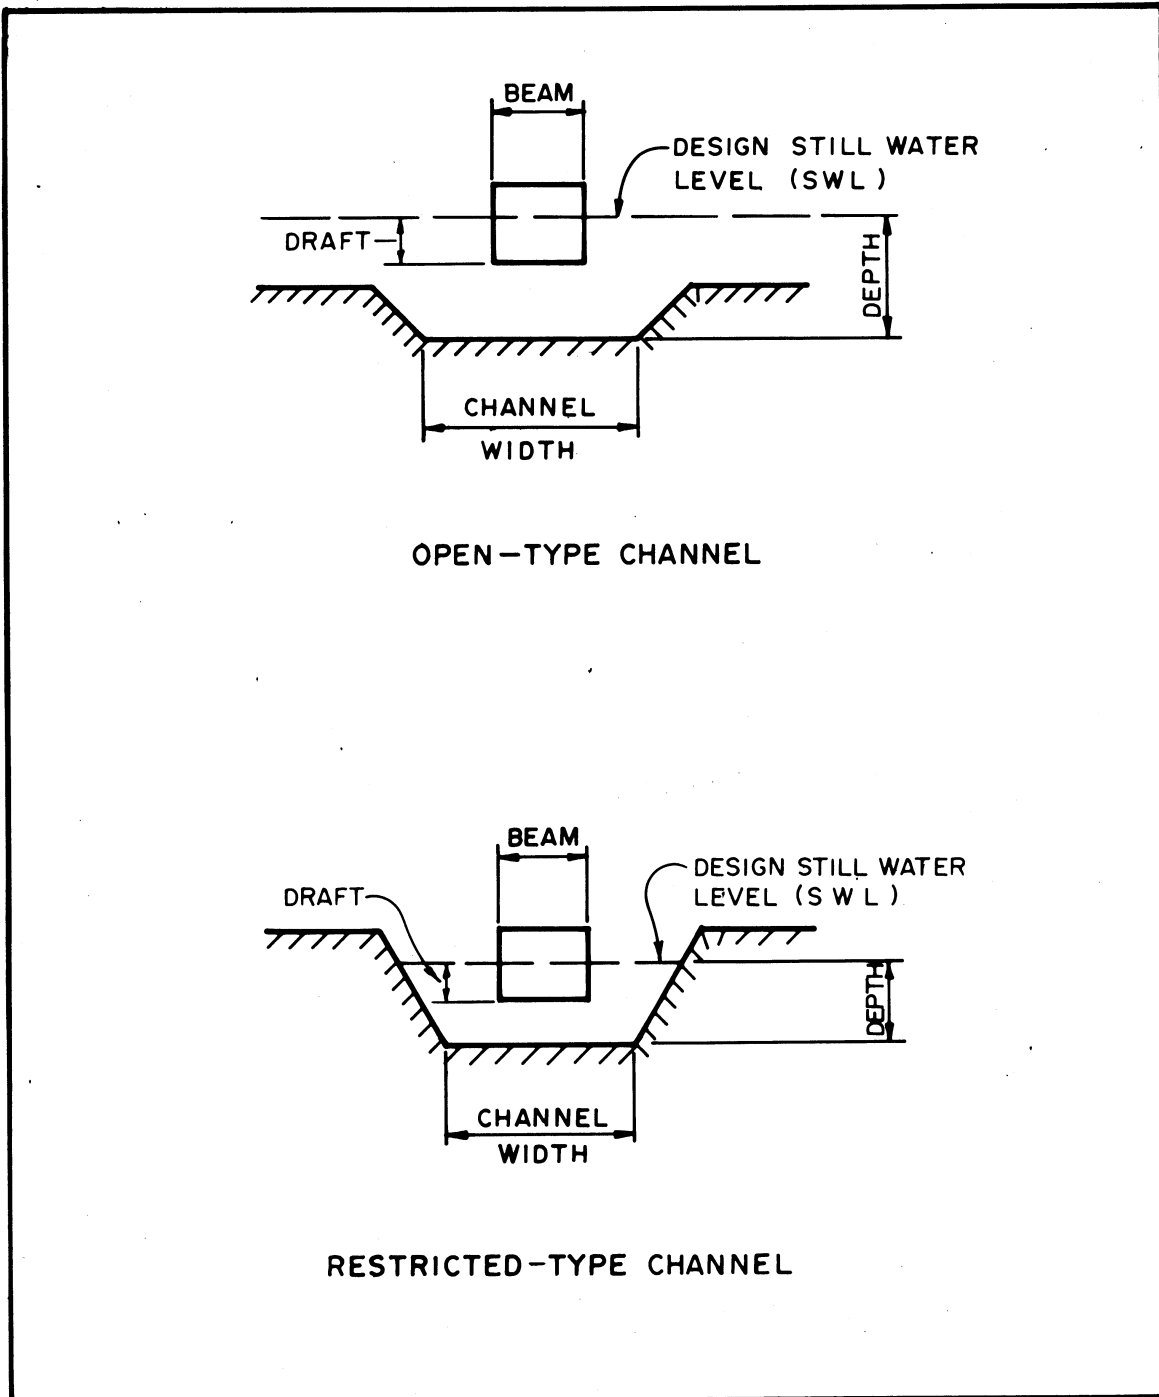 BEAM
DESIGN STILL WATER
LEVEL (SWL)
DRAFT
DEPTH
CHANNEL
WIDTH
OPEN-TYPE CHANNEL
BEAM
DRAFT
DESIGN STILL WATER
LEVEL (SWL)
DEPTH
CHANNEL
WIDTH
RESTRICTED-TYPE CHANNEL